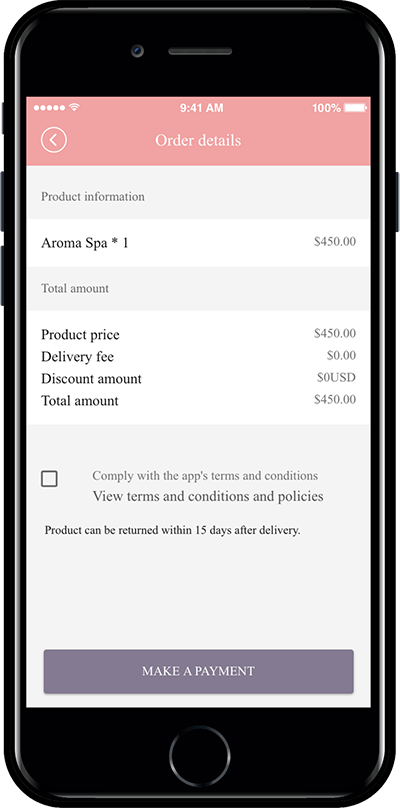 9:41 AM
100%
Order details
Product information
Aroma Spa * 1 $450.00
Total amount
Product price $450.00
Delivery fee $0.00
Discount amount $0USD
Total amount $450.00
Comply with the app's terms and conditions
View terms and conditions and policies
Product can be returned within 15 days after delivery.
MAKE A PAYMENT